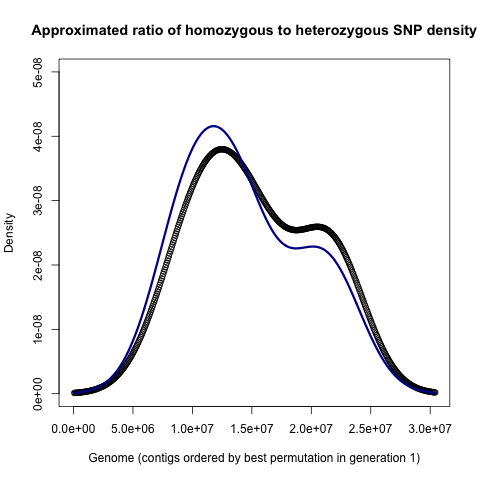 Approximated ratio of homozygous to heterozygous SNP density
5e-08
4e-08
3e-08
2e-08
1e-08
0e+00
Density
0.0e+00 5.0e+06 1.0e+07 1.5e+07 2.0e+07 2.5e+07 3.0e+07
Genome (contigs ordered by best permutation in generation 1)